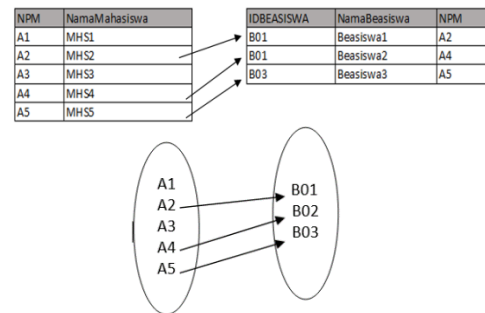 NPM NamaMahasiswa
A1 MHS1
A2 MHS2
A3 MHS3
A4 MHS4
A5 MHS5
IDBEASISWA NamaBeasiswa NPM
B01 Beasiswa1 A2
B01 Beasiswa2 A4
B03 Beasiswa3 A5
A1
A2
A3
A4
A5
B01
B02
B03